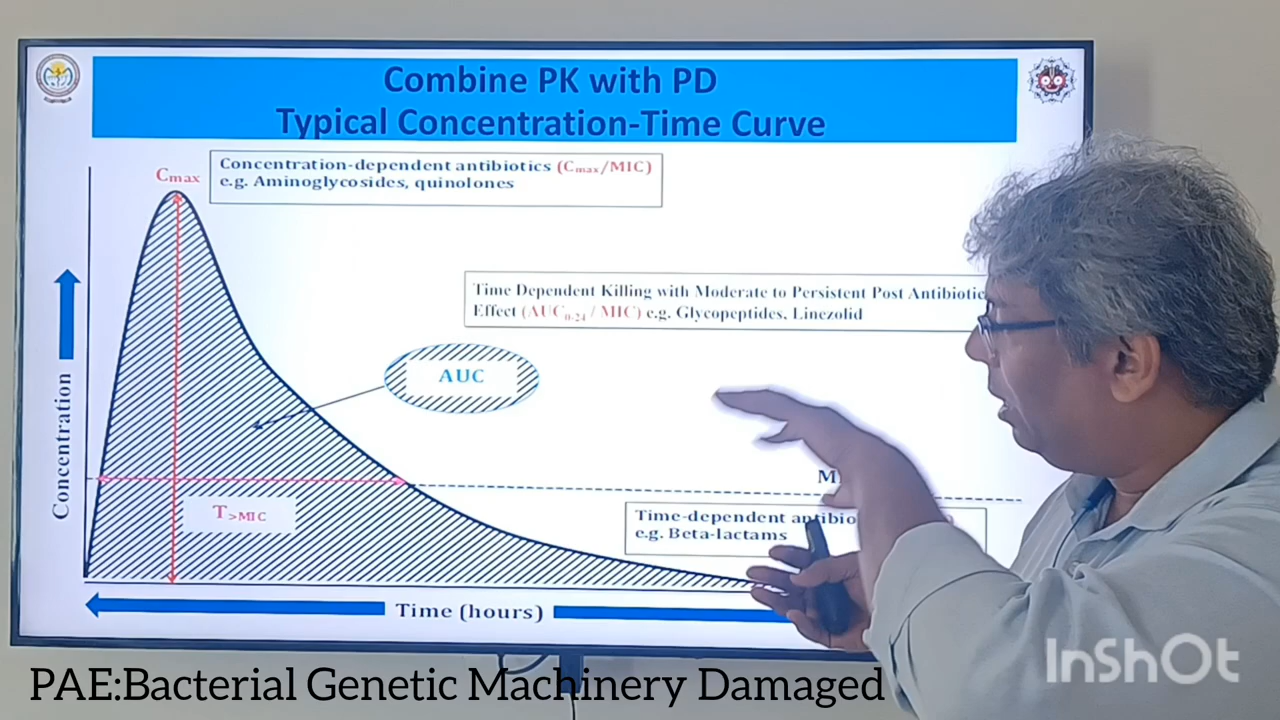 Combine PK with PD
Typical Concentration-Time Curve
Cmax
Concentration-dependent antibiotics (Cmax/MIC)
e.g. Aminoglycosides, quinolones
Time Dependent Killing with Moderate to Persistent Post Antibiotic
Effect (AUC0-24 / MIC) e.g. Glycopeptides, Linezolid
AUC
Concentration
T>MIC
Time-dependent
e.g. Beta-lactams
Time (hours)
PAE:Bacterial Genetic Machinery Damaged
InShOt